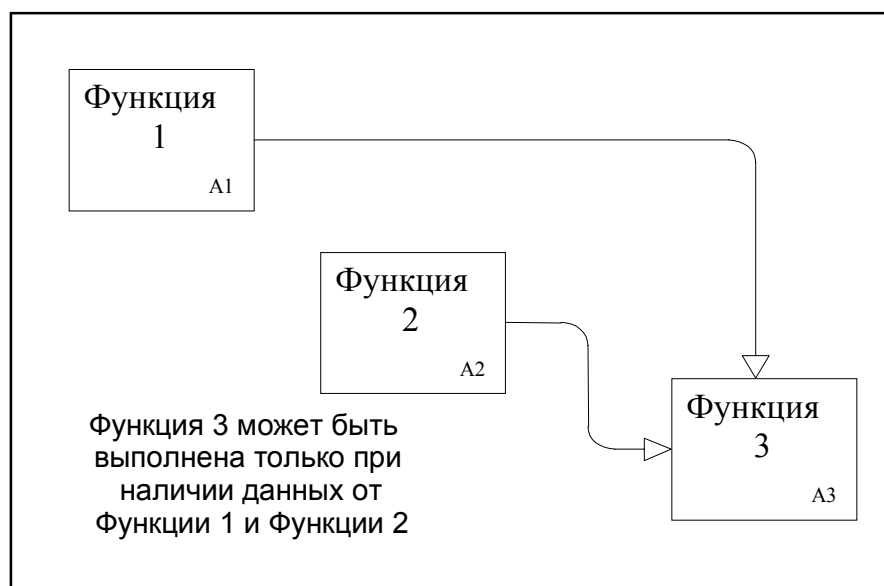 Функция
1
A1
Функция
2
A2
Функция
3
A3
Функция 3 может быть
выполнена только при
наличии данных от
Функции 1 и Функции 2